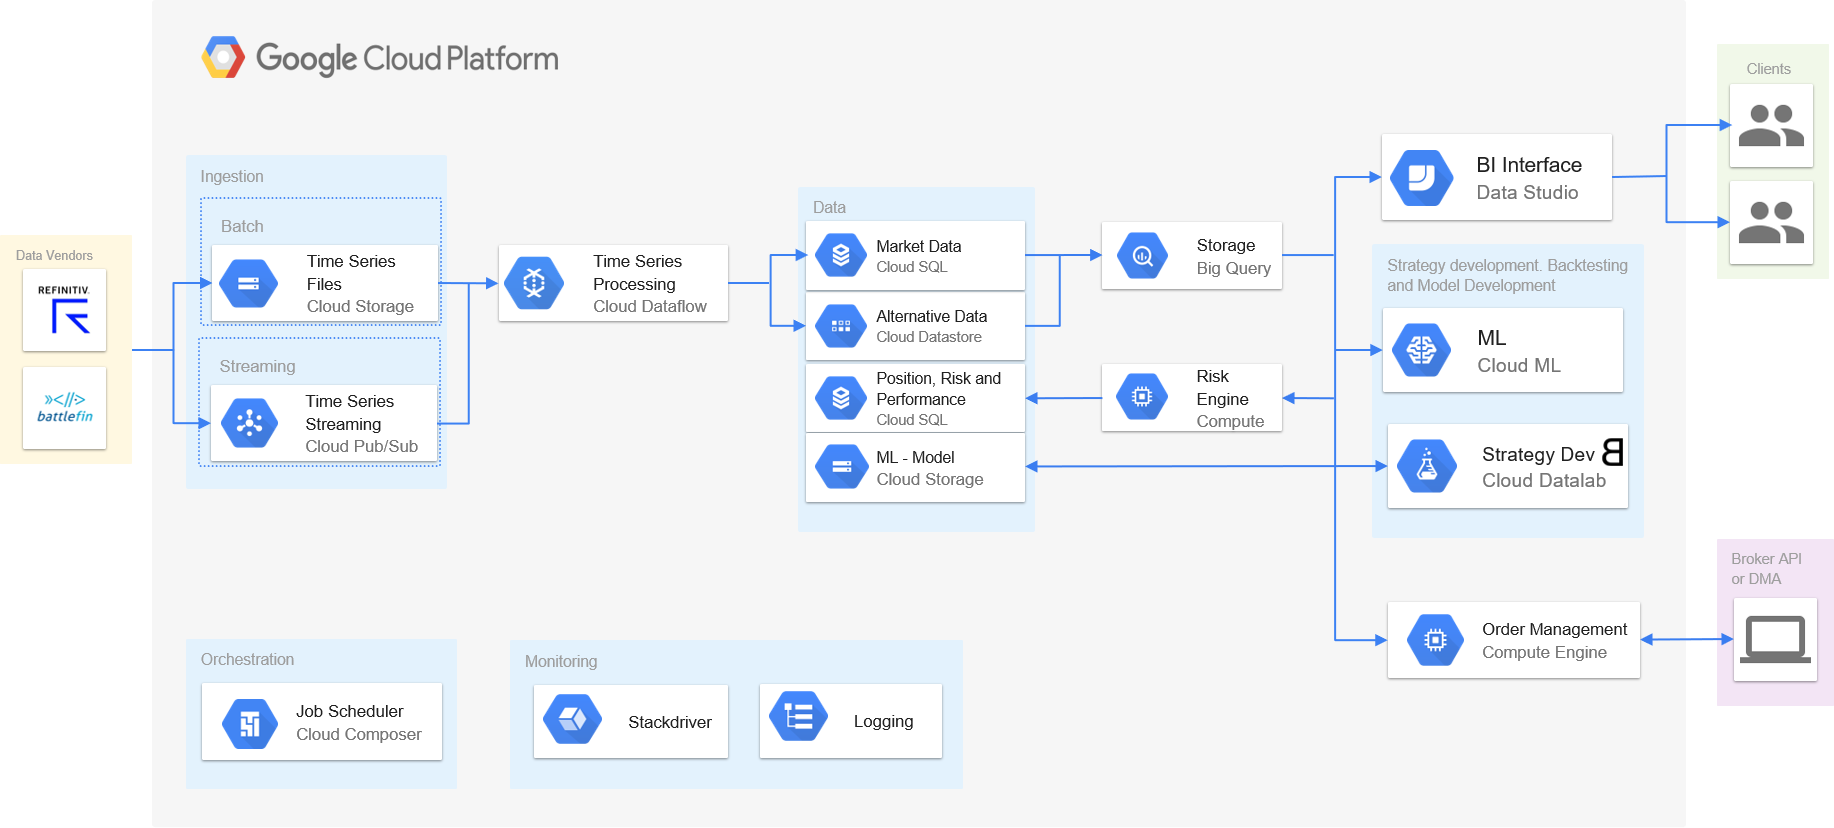 Google Cloud Platform
Clients
Ingestion
Batch
Time Series
Files
Cloud Storage
Streaming
Time Series
Streaming
Cloud Pub/Sub
Data Vendors
REFINITIV
»</>
battlefin
Time Series
Processing
Cloud Dataflow
Data
Market Data
Cloud SQL
Alternative Data
Cloud Datastore
Position, Risk and
Performance
Cloud SQL
ML - Model
Cloud Storage
Storage
Big Query
Risk
Engine
Compute
BI Interface
Data Studio
Strategy development. Backtesting
and Model Development
ML
Cloud ML
Strategy Dev
Cloud Datalab
Broker API
or DMA
Order Management
Compute Engine
Orchestration
Job Scheduler
Cloud Composer
Monitoring
Stackdriver
Logging